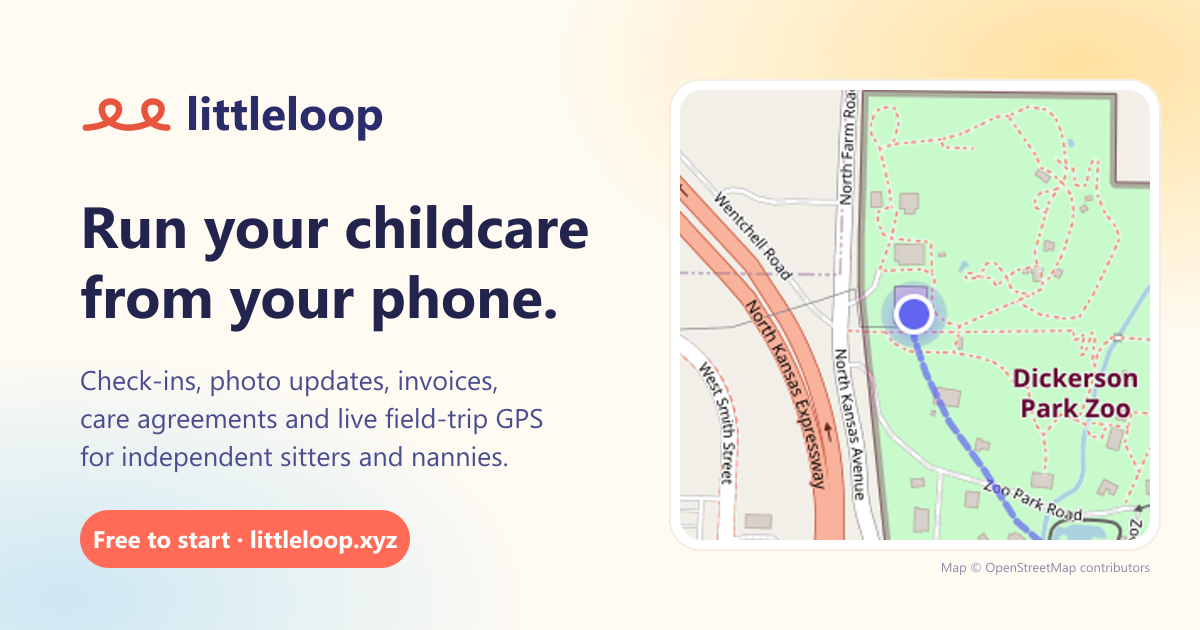 littleloop
Run your childcare
from your phone.
Check-ins, photo updates, invoices,
care agreements and live field-trip GPS
for independent sitters and nannies.
Free to start · littleloop.xyz
North Farm Road
Wentchell Road
North Kansas Expressway
North Kansas Avenue
West Smith Street
Dickerson
Park Zoo
Zoo Park Road
Zo
Map © OpenStreetMap contributors